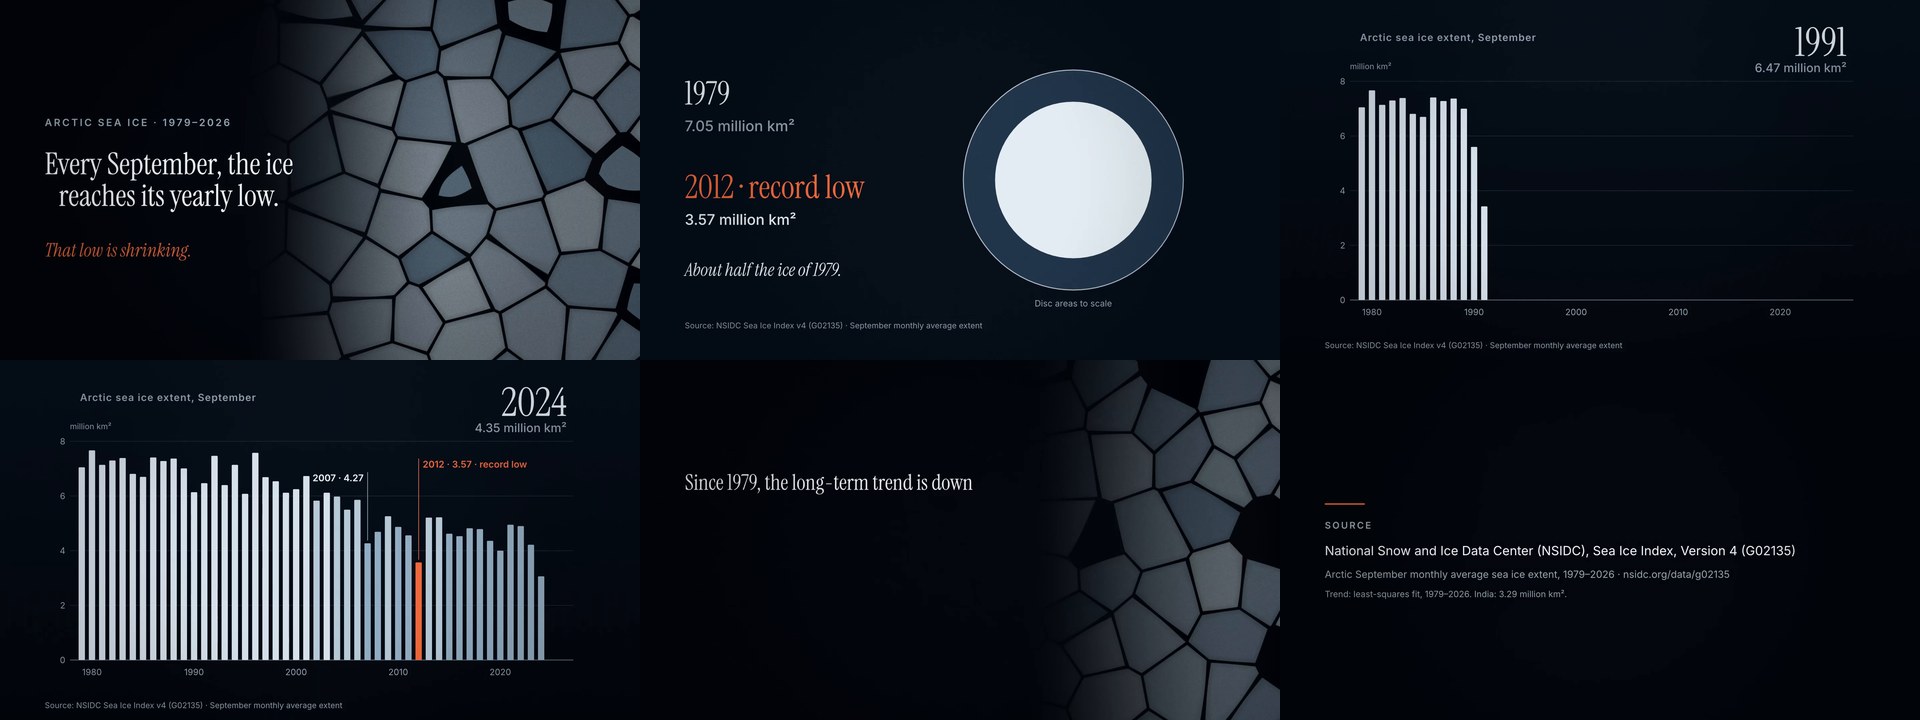 ARCTIC SEA ICE · 1979–2026
Every September, the ice
reaches its yearly low.
That low is shrinking.
1979
7.05 million km²
2012 · record low
3.57 million km²
About half the ice of 1979.
Disc areas to scale
Source: NSIDC Sea Ice Index v4 (G02135) · September monthly average extent
Arctic sea ice extent, September
1991
6.47 million km²
million km²
8
6
4
2
0
1980 1990 2000 2010 2020
Source: NSIDC Sea Ice Index v4 (G02135) · September monthly average extent
Arctic sea ice extent, September
2024
4.35 million km²
million km²
8
2012 · 3.57 · record low
2007 · 4.27
6
4
2
0
1980 1990 2000 2010 2020
Source: NSIDC Sea Ice Index v4 (G02135) · September monthly average extent
Since 1979, the long-term trend is down
SOURCE
National Snow and Ice Data Center (NSIDC), Sea Ice Index, Version 4 (G02135)
Arctic September monthly average sea ice extent, 1979–2026 · nsidc.org/data/g02135
Trend: least-squares fit, 1979–2026. India: 3.29 million km².